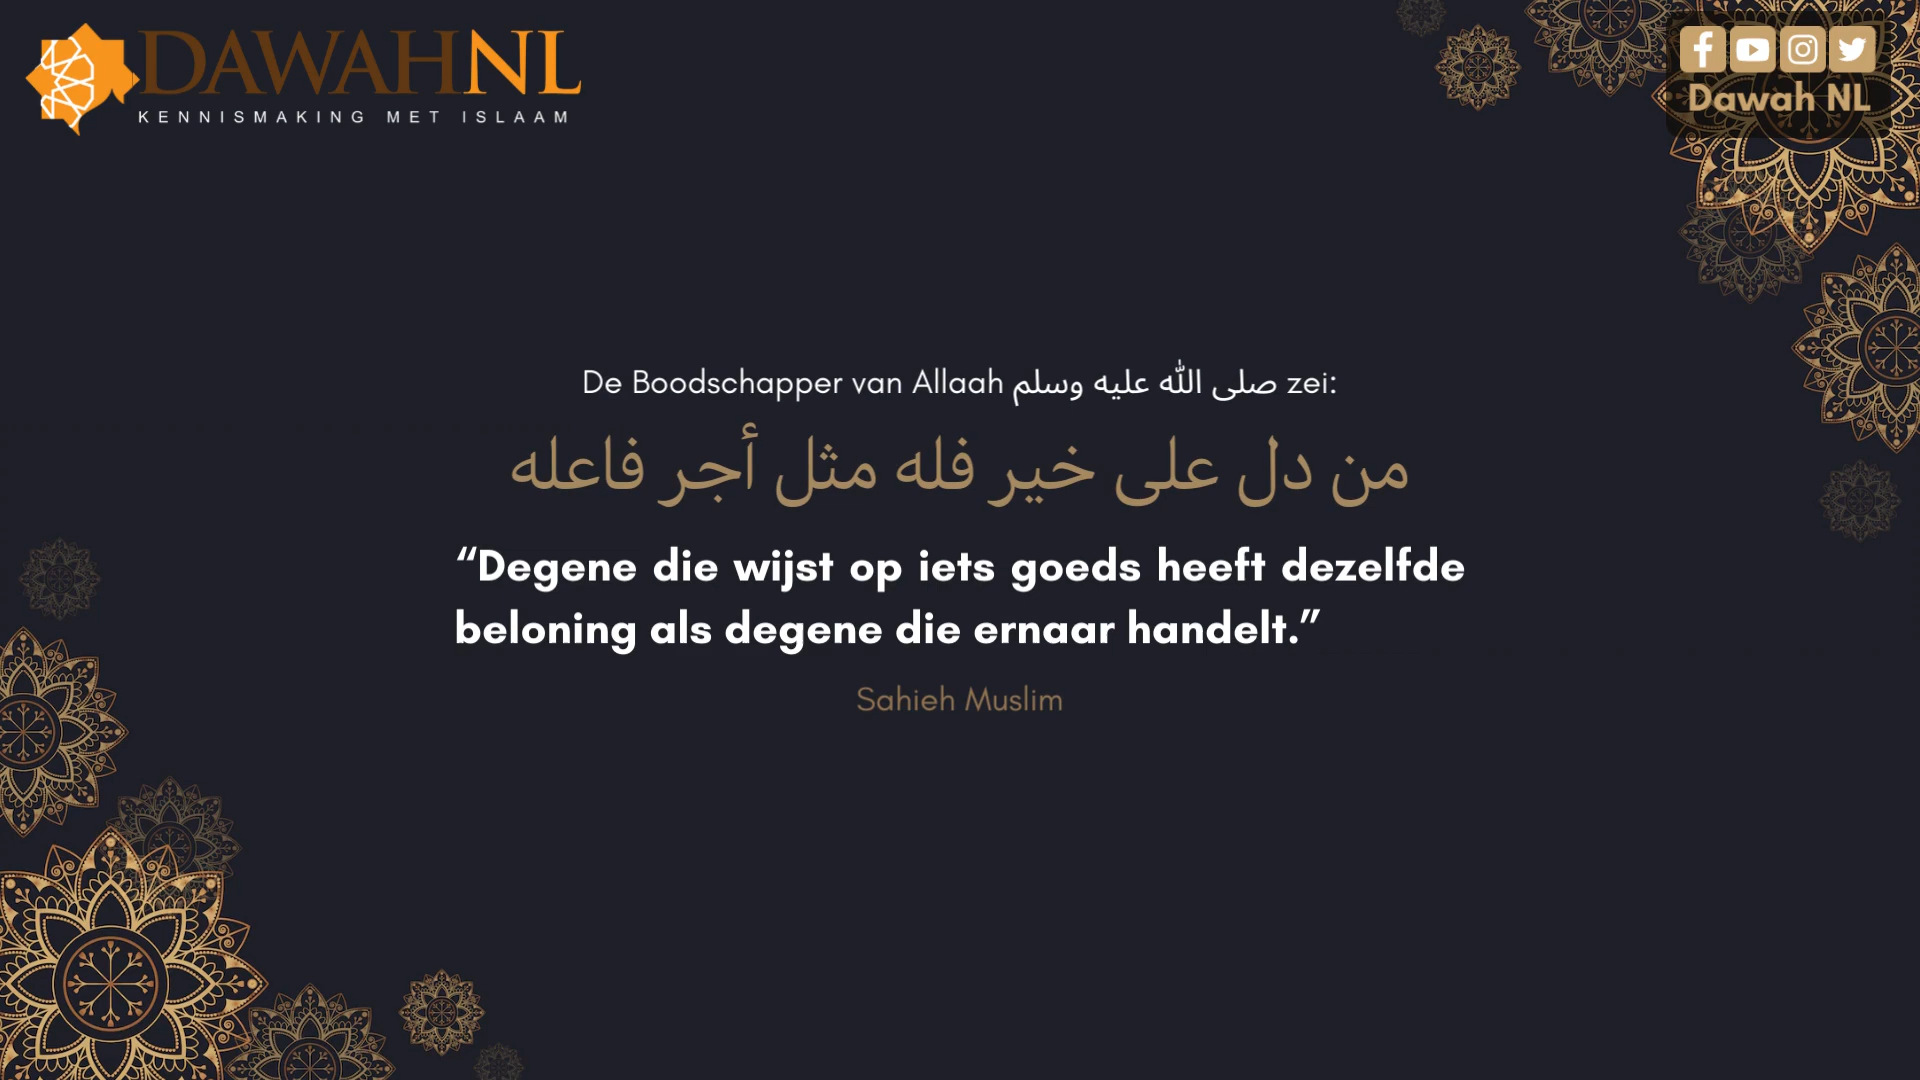 DAWAHNL
KENNISMAKING MET ISLAAM
Dawah NL
De Boodschapper van Allaah صلى الله عليه وسلم zei:
من دل على خير فله مثل أجر فاعله
“Degene die wijst op iets goeds heeft dezelfde
beloning als degene die ernaar handelt.”
Sahieh Muslim